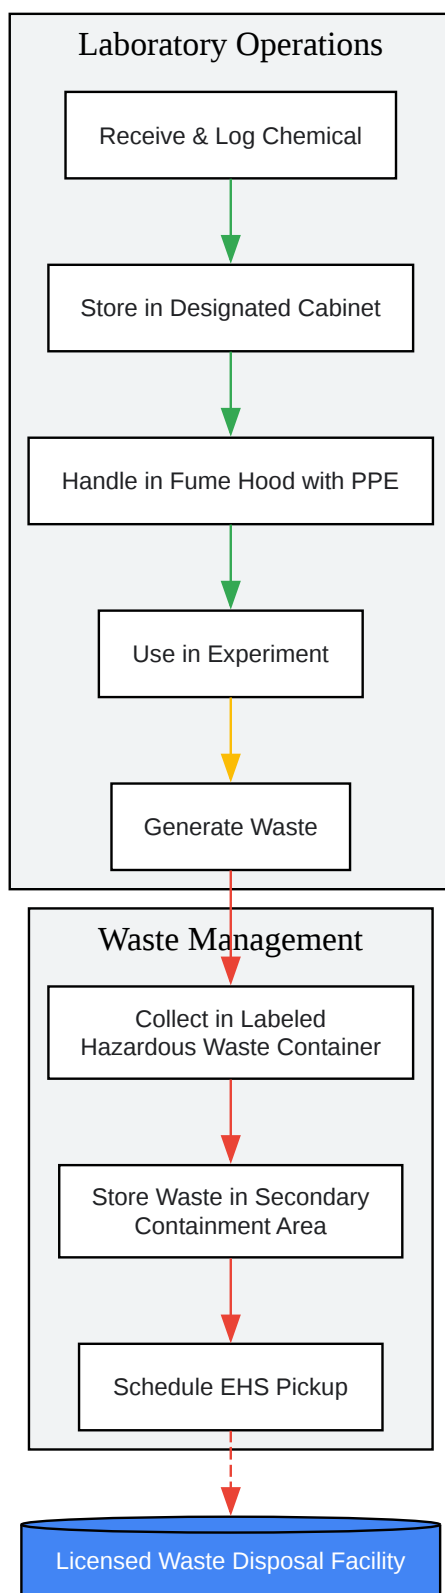 Laboratory Operations
Receive & Log Chemical
Store in Designated Cabinet
Handle in Fume Hood with PPE
Use in Experiment
Generate Waste
Waste Management
Collect in Labeled
Hazardous Waste Container
Store Waste in Secondary
Containment Area
Schedule EHS Pickup
Licensed Waste Disposal Facility